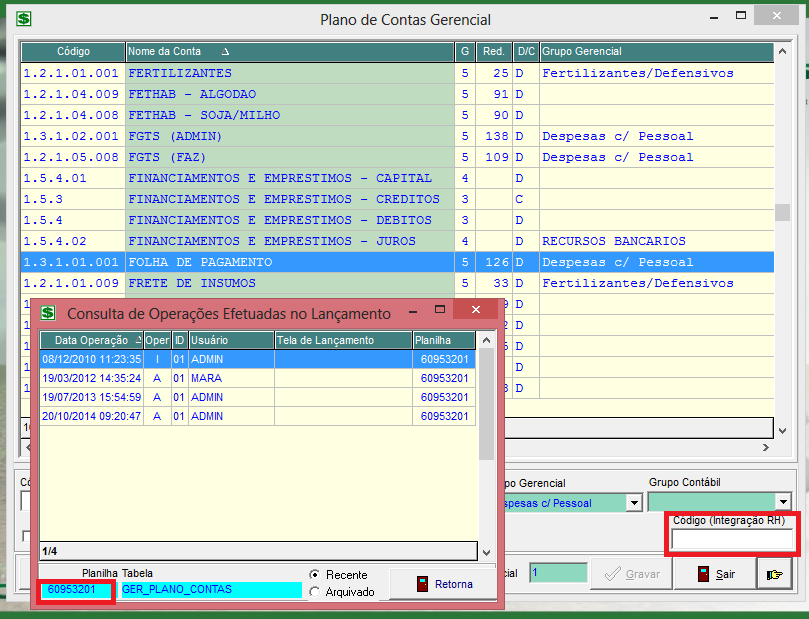 Plano de Contas Gerencial
Código Nome da Conta G Red. D/C Grupo Gerencial
1.2.1.01.001 FERTILIZANTES 5 25 D Fertilizantes/Defensivos
1.2.1.04.009 FETHAB - ALGODAO 5 91 D
1.2.1.04.008 FETHAB - SOJA/MILHO 5 90 D
1.3.1.02.001 FGTS (ADMIN) 5 138 D Despesas c/ Pessoal
1.2.1.05.008 FGTS (FAZ) 5 109 D Despesas c/ Pessoal
1.5.4.01 FINANCIAMENTOS E EMPRESTIMOS - CAPITAL 4 D
1.5.3 FINANCIAMENTOS E EMPRESTIMOS - CREDITOS 3 C
1.5.4 FINANCIAMENTOS E EMPRESTIMOS - DEBITOS 3 D
1.5.4.02 FINANCIAMENTOS E EMPRESTIMOS - JUROS 4 D RECURSOS BANCARIOS
1.3.1.01.001 FOLHA DE PAGAMENTO 5 126 D Despesas c/ Pessoal
1.2.1.01.009 FRETE DE INSUMOS 5 33 D Fertilizantes/Defensivos
D
D
D
D
D
Consulta de Operações Efetuadas no Lançamento
Data Operação Oper ID Usuário Tela de Lançamento Planilha
08/12/2010 11:23:35 I 01 ADMIN 60953201
19/03/2012 14:35:24 A 01 MARA 60953201
19/07/2013 15:54:59 A 01 ADMIN 60953201
20/10/2014 09:20:47 A 01 ADMIN 60953201
1/4
Planilha Tabela
60953201 GER_PLANO_CONTAS
Recente
Arquivado
Retorna
po Gerencial Grupo Contábil
spesas c/ Pessoal
Código (Integração RH)
cial 1 Gravar Sair